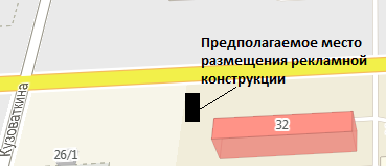 Предполагаемое место
размещения рекламной
конструкции
Кузоваткина
32
26/1